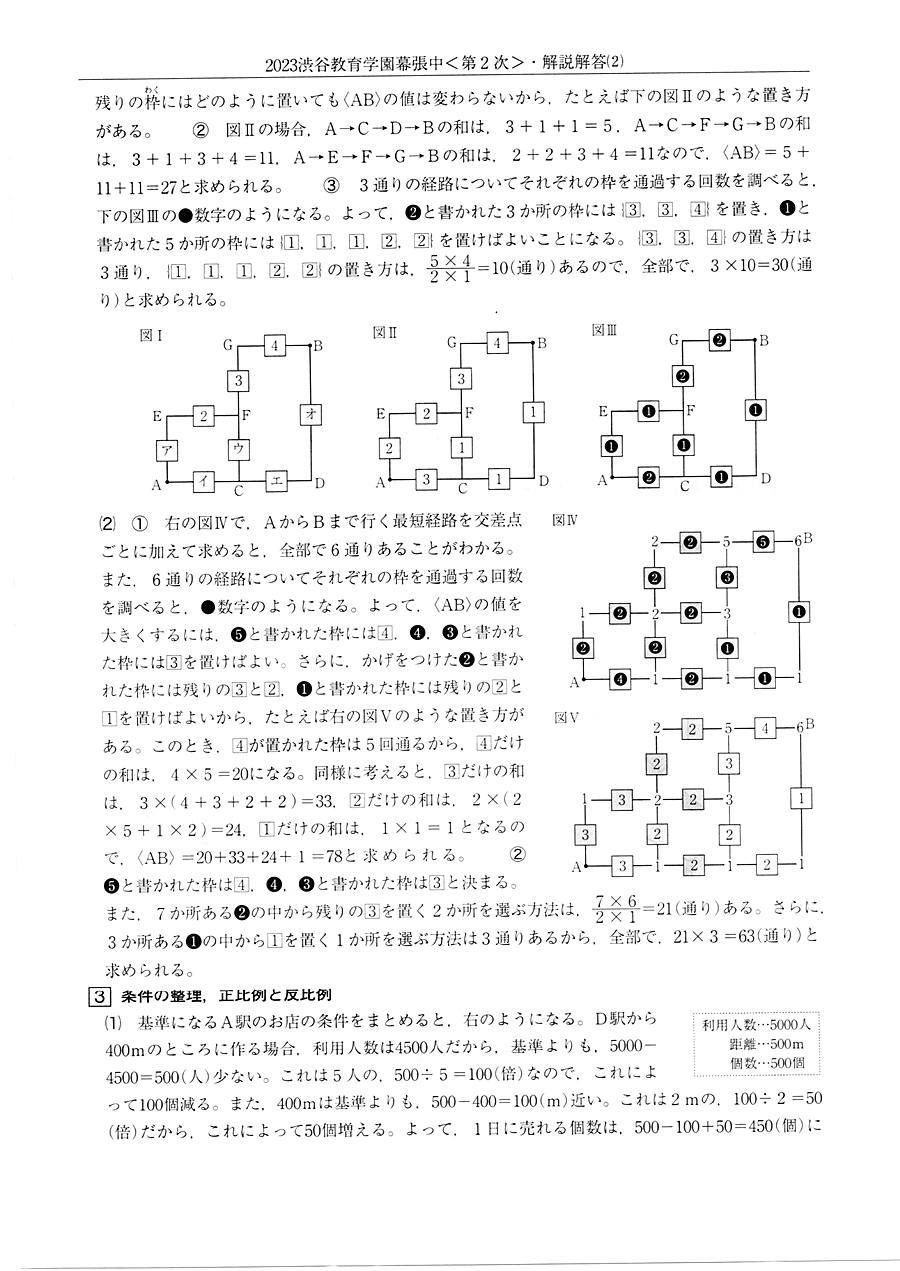 2023渋谷教育学園幕張中＜第２次＞・解説解答(2)
わく
残りの枠にはどのように置いても〈AB〉の値は変わらないから，たとえば下の図Ⅱのような置き方
がある。　② 図Ⅱの場合，A→C→D→Bの和は，3＋1＋1＝5，A→C→F→G→Bの和
は，3＋1＋3＋4＝11，A→E→F→G→Bの和は，2＋2＋3＋4＝11なので，〈AB〉＝5＋
11＋11＝27と求められる。　③ 3通りの経路についてそれぞれの枠を通過する回数を調べると，
下の図Ⅲの●数字のようになる。よって，❷と書かれた3か所の枠には{3，3，4}を置き，❶と
書かれた5か所の枠には{1，1，1，2，2}を置けばよいことになる。{3，3，4}の置き方は
3通り，{1，1，1，2，2}の置き方は，5×4/2×1＝10(通り)あるので，全部で，3×10＝30(通
り)と求められる。
図Ⅰ
G 4 B
3
E 2 F オ
ア ウ
A イ C エ D
図Ⅱ
G 4 B
3
E 2 F 1
2 1
A 3 C 1 D
図Ⅲ
G ❷ B
❷
E ❶ F ❶
❶ ❶
A ❷ C ❶ D
(2) ① 右の図Ⅳで，AからBまで行く最短経路を交差点
ごとに加えて求めると，全部で6通りあることがわかる。
また，6通りの経路についてそれぞれの枠を通過する回数
を調べると，●数字のようになる。よって，〈AB〉の値を
大きくするには，❺と書かれた枠には4，❹，❸と書かれ
た枠には3を置けばよい。さらに，かげをつけた❷と書か
れた枠には残りの3と2，❶と書かれた枠には残りの2と
1を置けばよいから，たとえば右の図Ⅴのような置き方が
ある。このとき，4が置かれた枠は5回通るから，4だけ
の和は，4×5＝20になる。同様に考えると，3だけの和
は，3×(4＋3＋2＋2)＝33，2だけの和は，2×(2
×5＋1×2)＝24，1だけの和は，1×1＝1となるの
で，〈AB〉＝20＋33＋24＋1＝78と求められる。　②
❺と書かれた枠は4，❹，❸と書かれた枠は3と決まる。
図Ⅳ
2 ❷ 5 ❺ 6B
❷ ❸
1 ❷ 2 ❷ 3 ❶
❷ ❷ ❶
A ❹ 1 ❷ 1 ❶ 1
図Ⅴ
2 2 5 4 6B
2 3
1 3 2 2 3 1
3 2 2
A 3 1 2 1 2 1
また，7か所ある❷の中から残りの3を置く2か所を選ぶ方法は，7×6/2×1＝21(通り)ある。さらに，
3か所ある❶の中から1を置く1か所を選ぶ方法は3通りあるから，全部で，21×3＝63(通り)と
求められる。
3 条件の整理，正比例と反比例
(1) 基準になるA駅のお店の条件をまとめると，右のようになる。D駅から
400mのところに作る場合，利用人数は4500人だから，基準よりも，5000－
4500＝500(人)少ない。これは5人の，500÷5＝100(倍)なので，これによ
利用人数…5000人
距離…500m
個数…500個
って100個減る。また，400mは基準よりも，500－400＝100(m)近い。これは2mの，100÷2＝50
(倍)だから，これによって50個増える。よって，1日に売れる個数は，500－100＋50＝450(個)に